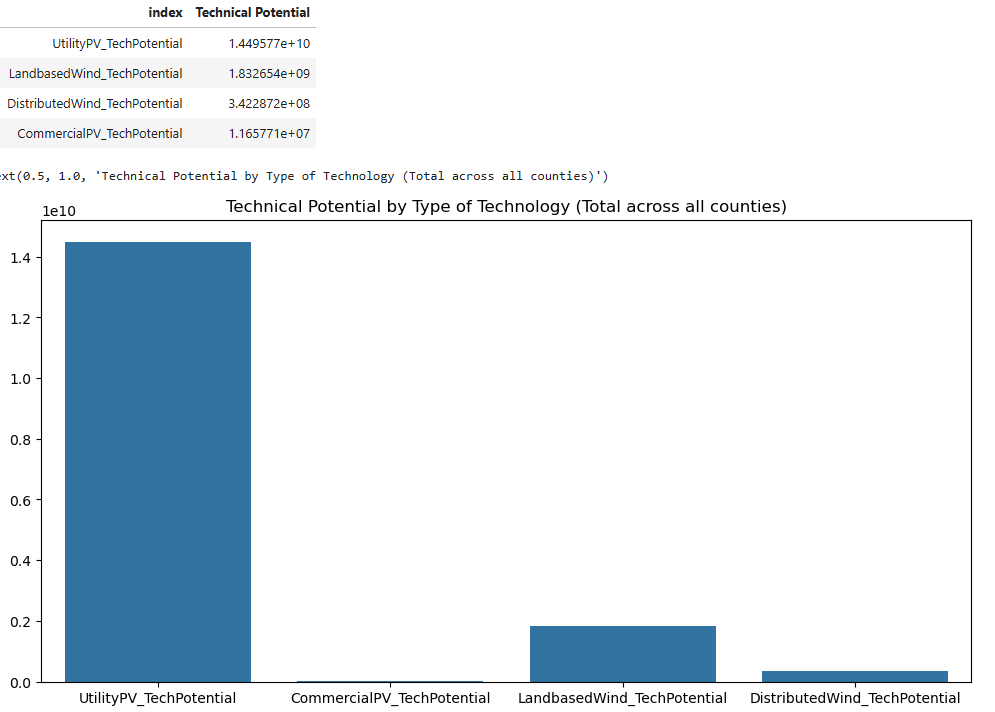 index Technical Potential
UtilityPV_TechPotential 1.449577e+10
LandbasedWind_TechPotential 1.832654e+09
DistributedWind_TechPotential 3.422872e+08
CommercialPV_TechPotential 1.165771e+07
ext(0.5, 1.0, 'Technical Potential by Type of Technology (Total across all counties)')
Technical Potential by Type of Technology (Total across all counties)
1e10
1.4
1.2
1.0
0.8
0.6
0.4
0.2
0.0
UtilityPV_TechPotential CommercialPV_TechPotential LandbasedWind_TechPotential DistributedWind_TechPotential